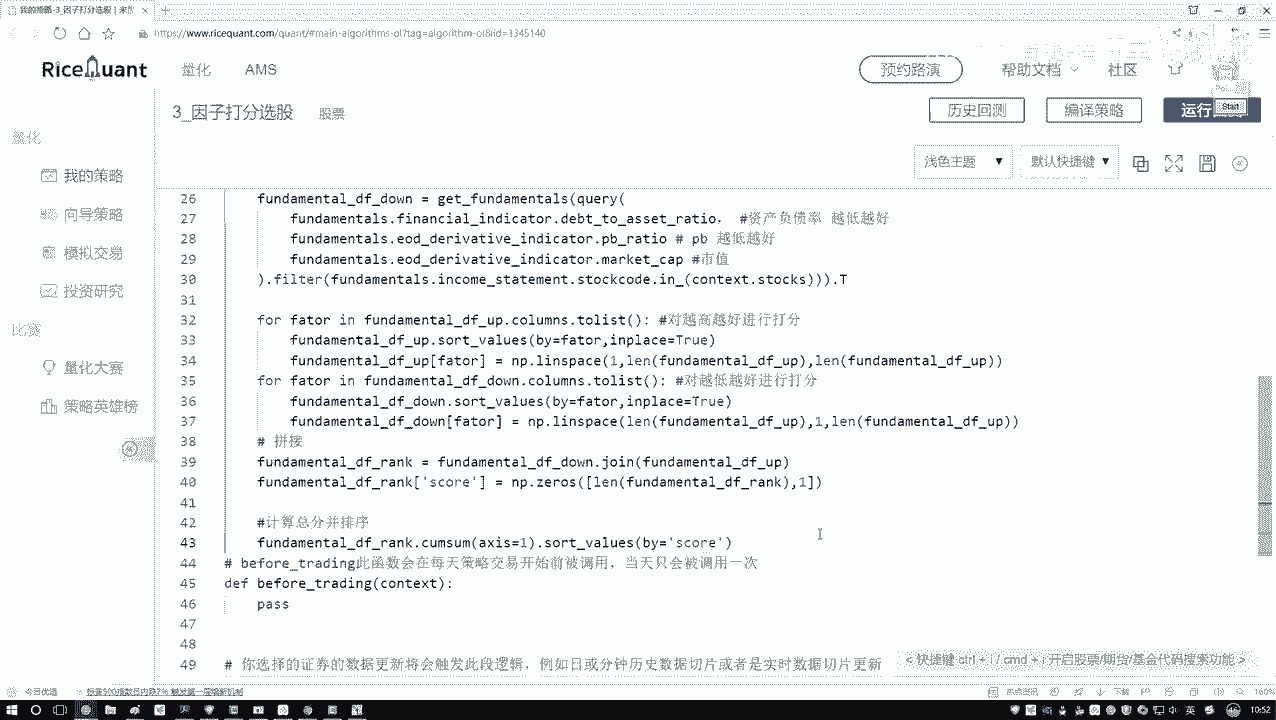 我的策略-3_因子打分选股
https://www.ricequant.com/quant/#main-algorithms-ol?tag=algorithm-ol&id=1345140
RiceQuant 量化 AMS 预约路演 帮助文档 社区
3_因子打分选股 股票 历史回测 编译策略 运行 Start
浅色主题 默认快捷键
量化
我的策略
向导策略
模拟交易
投资研究
比赛
量化大赛
策略英雄榜
26 fundamental_df_down = get_fundamentals(query(
27 fundamentals.financial_indicator.debt_to_asset_ratio， #资产负债率 越低越好
28 fundamentals.eod_derivative_indicator.pb_ratio # pb 越低越好
29 fundamentals.eod_derivative_indicator.market_cap #市值
30 ).filter(fundamentals.income_statement.stockcode.in_(context.stocks))).T
31
32 for fator in fundamental_df_up.columns.tolist(): #对越高越好进行打分
33 fundamental_df_up.sort_values(by=fator,inplace=True)
34 fundamental_df_up[fator] = np.linspace(1,len(fundamental_df_up),len(fundamental_df_up))
35 for fator in fundamental_df_down.columns.tolist(): #对越低越好进行打分
36 fundamental_df_down.sort_values(by=fator,inplace=True)
37 fundamental_df_down[fator] = np.linspace(len(fundamental_df_up),1,len(fundamental_df_up))
38 # 拼接
39 fundamental_df_rank = fundamental_df_down.join(fundamental_df_up)
40 fundamental_df_rank['score'] = np.zeros([len(fundamental_df_rank),1])
41
42 #计算总分并排序
43 fundamental_df_rank.cumsum(axis=1).sort_values(by='score')
44 # before_trading此函数会在每天策略交易开始前被调用，当天只会被调用一次
45 def before_trading(context):
46 pass
47
48
49 # 你选择的证券的数据更新将会触发此段逻辑，例如日或分钟历史数据切片或者是实时数据切片更新
< 快捷键 ctrl + i / cmd + i 开启股票/期货/基金代码搜索功能 >
今日优选 热点资讯 下载 160%
英 10:52